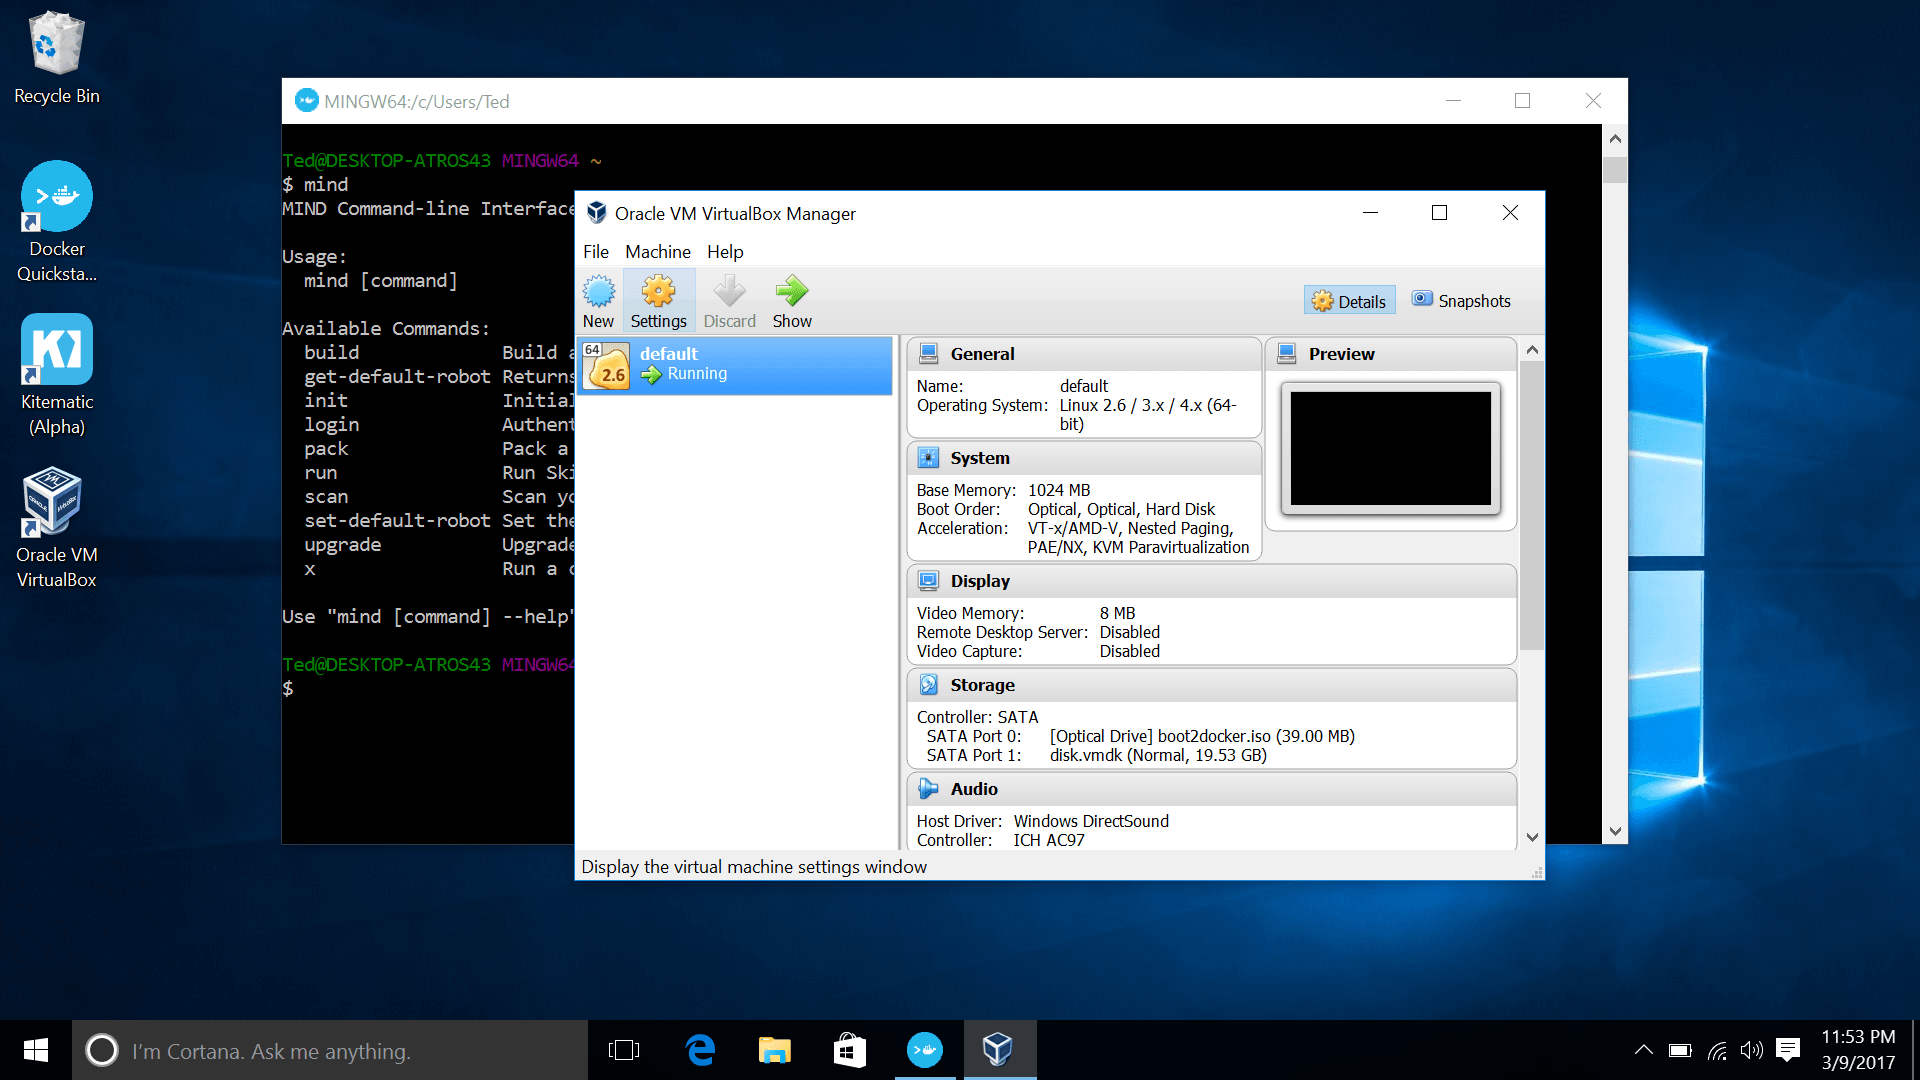 Recycle Bin
Docker
Quicksta...
Kitematic
(Alpha)
Oracle VM
VirtualBox
MINGW64:/c/Users/Ted
Ted@DESKTOP-ATROS43 MINGW64 ~
$ mind
MIND Command-line Interface
Usage:
mind [command]
Available Commands:
build Build
get-default-robot Returns
init Initial
login Authent
pack Pack a
run Run Ski
scan Scan yo
set-default-robot Set the
upgrade Upgrade
x Run a c
Use "mind [command] --help"
Ted@DESKTOP-ATROS43 MINGW64
$
Oracle VM VirtualBox Manager
File Machine Help
New Settings Discard Show
Details Snapshots
64 2.6
default
Running
General
Name: default
Operating System: Linux 2.6 / 3.x / 4.x (64-
bit)
Preview
System
Base Memory: 1024 MB
Boot Order: Optical, Optical, Hard Disk
Acceleration: VT-x/AMD-V, Nested Paging,
PAE/NX, KVM Paravirtualization
Display
Video Memory: 8 MB
Remote Desktop Server: Disabled
Video Capture: Disabled
Storage
Controller: SATA
SATA Port 0: [Optical Drive] boot2docker.iso (39.00 MB)
SATA Port 1: disk.vmdk (Normal, 19.53 GB)
Audio
Host Driver: Windows DirectSound
Controller: ICH AC97
Display the virtual machine settings window
I'm Cortana. Ask me anything.
11:53 PM
3/9/2017